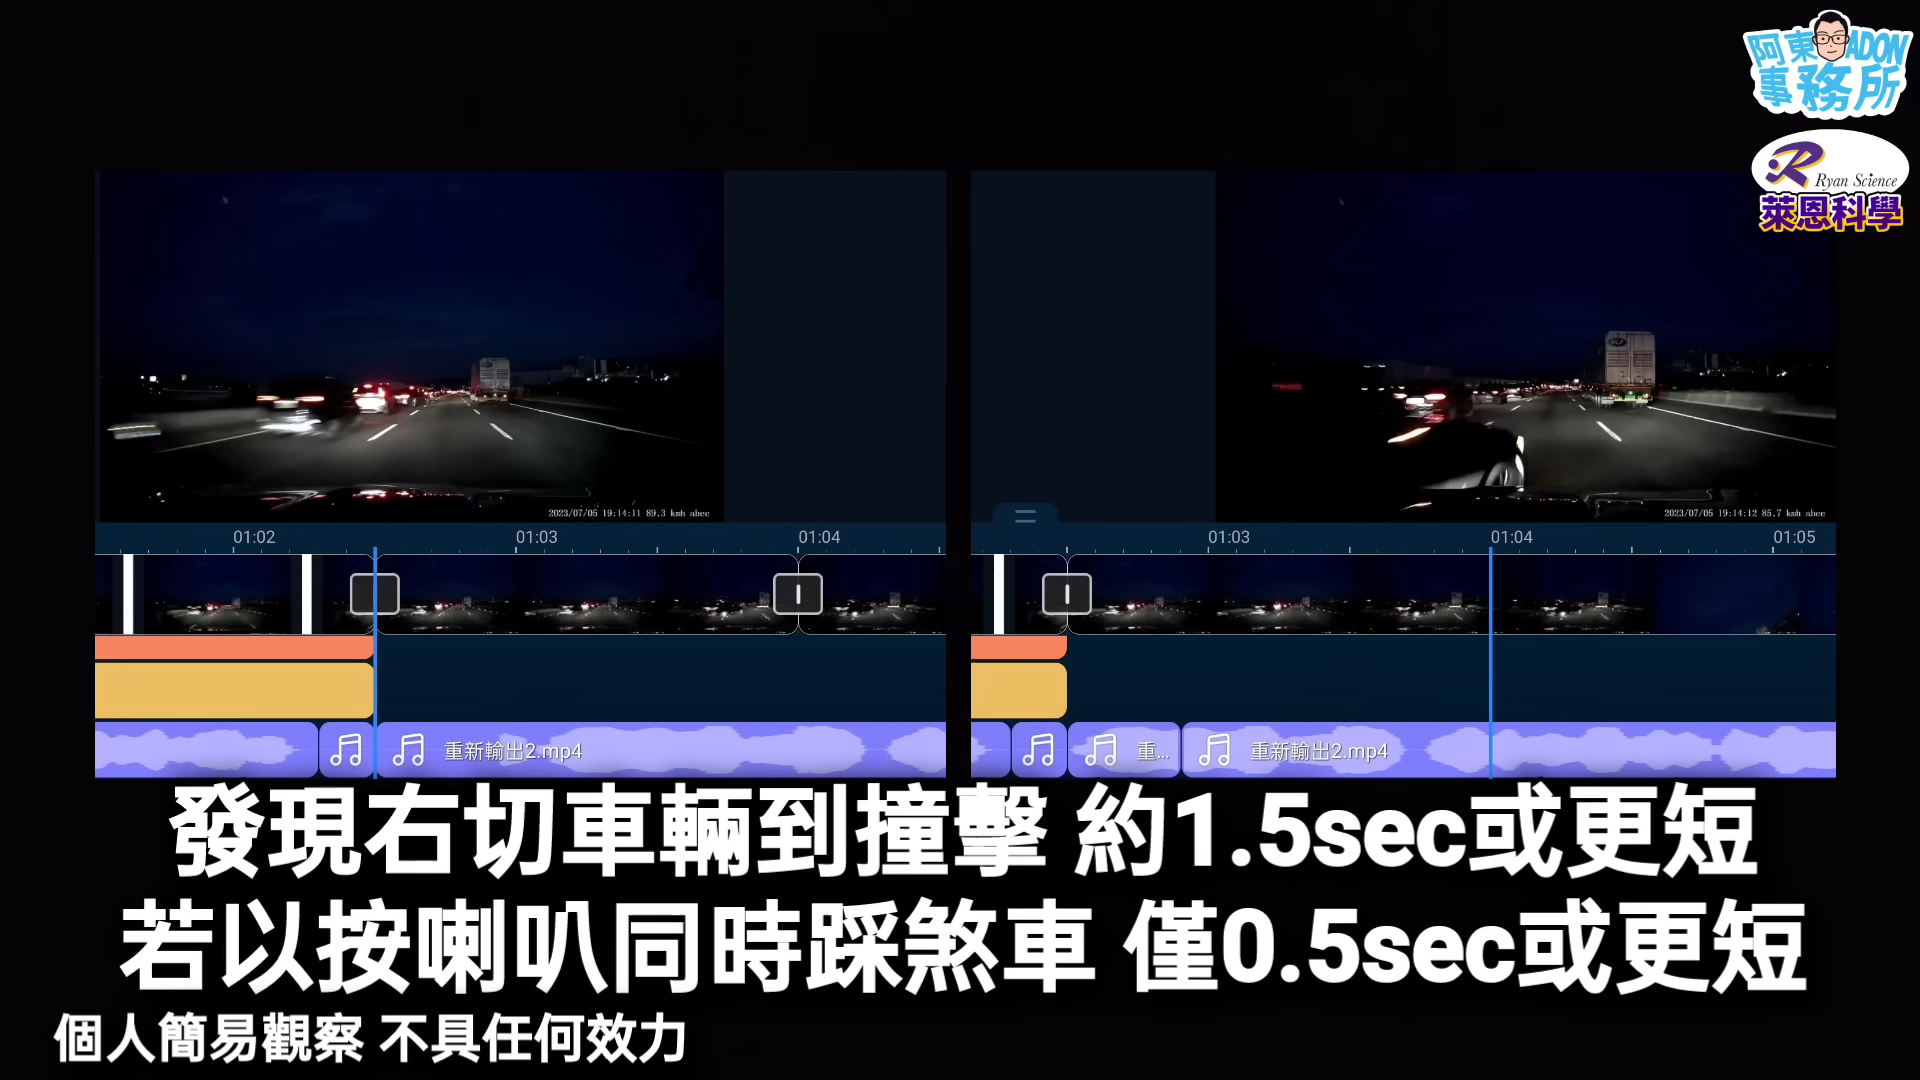 阿東 ADON
事務所
R Ryan Science
萊恩科學
2023/07/05 19:14:11 89.3 kmh abee
2023/07/05 19:14:12 85.7 kmh abee
01:02 01:03 01:04
01:03 01:04 01:05
重新輸出2.mp4
重... 重新輸出2.mp4
發現右切車輛到撞擊 約1.5sec或更短
若以按喇叭同時踩煞車 僅0.5sec或更短
個人簡易觀察 不具任何效力